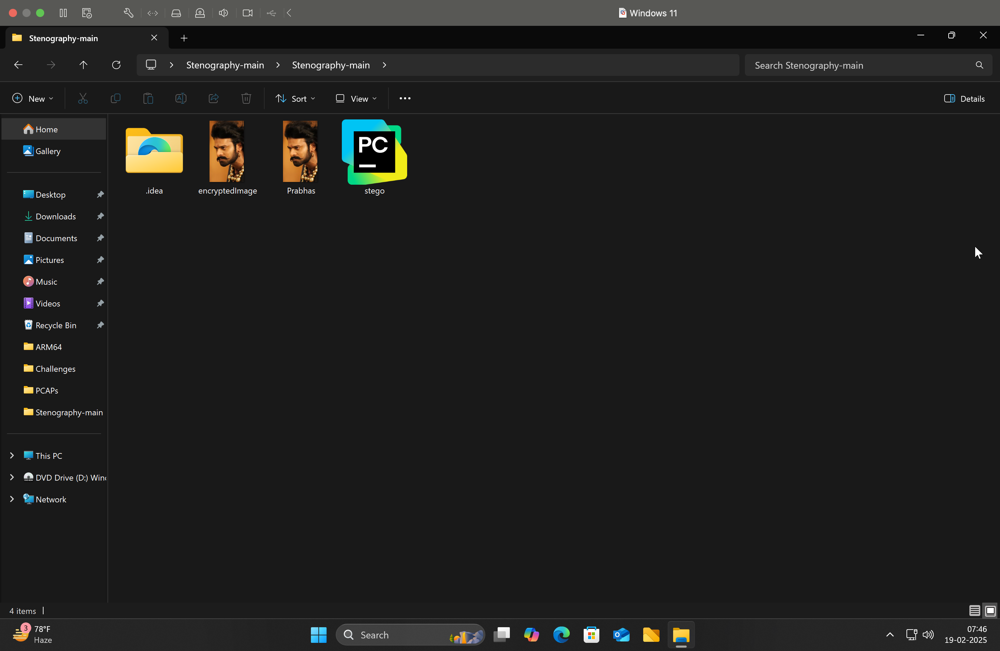 Windows 11
Stenography-main
Stenography-main
Stenography-main
Search Stenography-main
New
Sort
View
Details
Home
Gallery
Desktop
Downloads
Documents
Pictures
Music
Videos
Recycle Bin
ARM64
Challenges
PCAPs
Stenography-main
This PC
DVD Drive (D:) Win
Network
PC
.idea
encryptedImage
Prabhas
stego
4 items
3
78°F
Haze
Search
07:46
19-02-2025